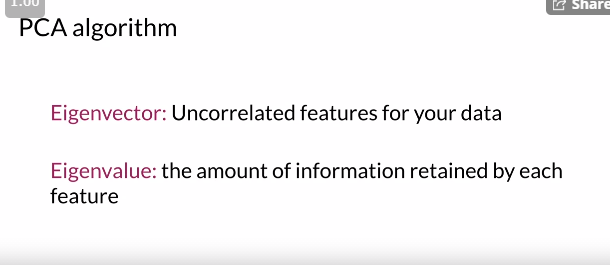 1.00
Share
PCA algorithm
Eigenvector: Uncorrelated features for your data
Eigenvalue: the amount of information retained by each
feature